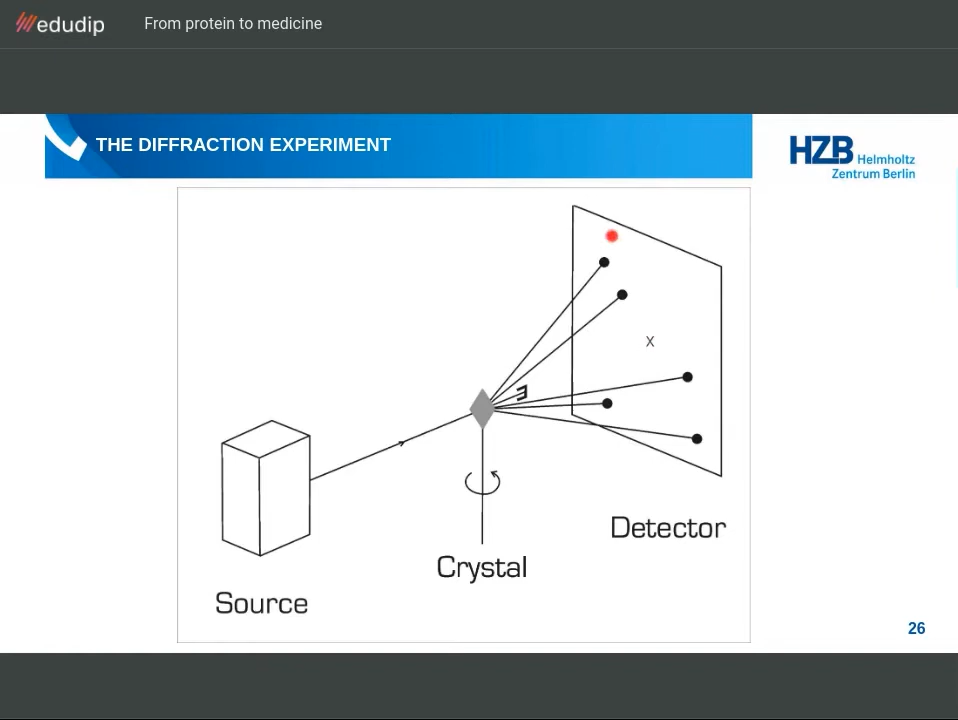 edudip
From protein to medicine
THE DIFFRACTION EXPERIMENT
HZB Helmholtz
Zentrum Berlin
X
Detector
Crystal
Source
26